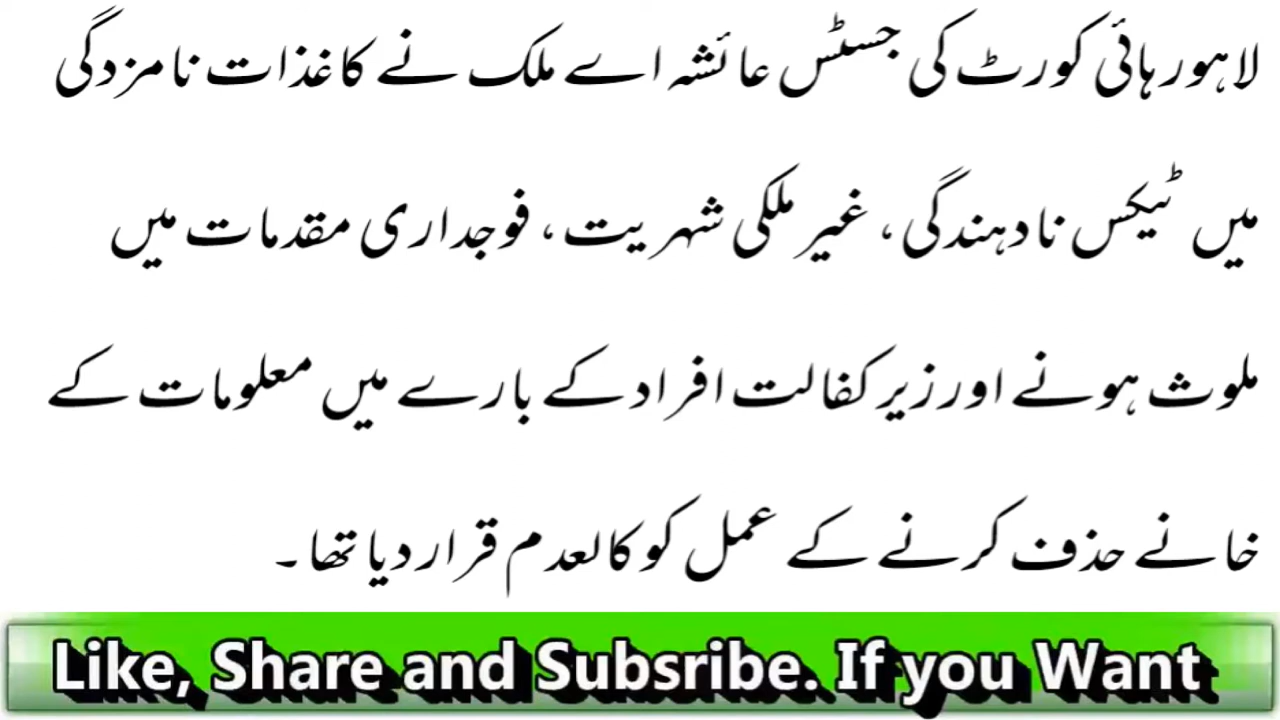 لاہور ہائی کورٹ کی جسٹس عائشہ اے ملک نے کاغذات نامزدگی
میں ٹیکس نادہندگی، غیر ملکی شہریت، فوجداری مقدمات میں
ملوث ہونے اور زیر کفالت افراد کے بارے میں معلومات کے
خانے حذف کرنے کے عمل کو کالعدم قرار دیا تھا۔
Like, Share and Subsribe. If you Want